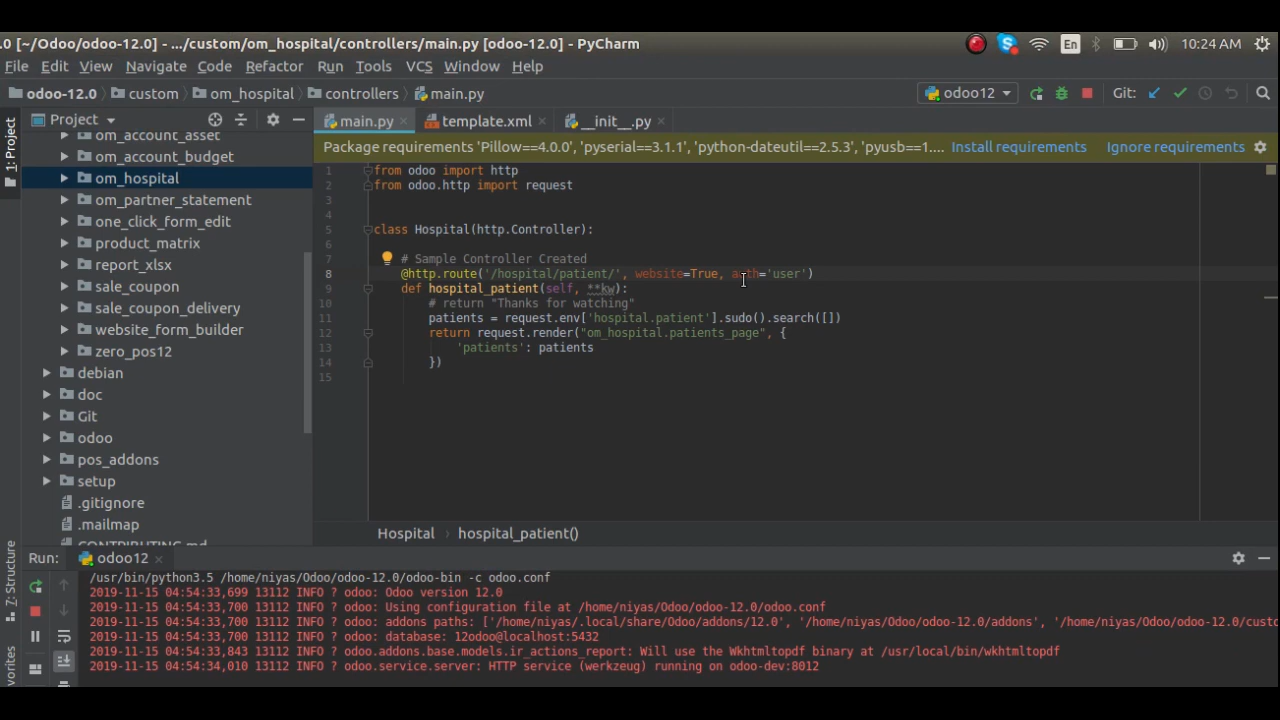 .0 [~/Odoo/odoo-12.0] - .../custom/om_hospital/controllers/main.py [odoo-12.0] - PyCharm
En
10:24 AM
File Edit View Navigate Code Refactor Run Tools VCS Window Help
odoo-12.0 custom om_hospital controllers main.py
odoo12
Git:
1: Project
Project
main.py
template.xml
__init__.py
om_account_asset
om_account_budget
om_hospital
om_partner_statement
one_click_form_edit
product_matrix
report_xlsx
sale_coupon
sale_coupon_delivery
website_form_builder
zero_pos12
debian
doc
Git
odoo
pos_addons
setup
.gitignore
.mailmap
CONTRIBUTING.md
Package requirements 'Pillow==4.0.0', 'pyserial==3.1.1', 'python-dateutil==2.5.3', 'pyusb==1.... Install requirements Ignore requirements
1 from odoo import http
2 from odoo.http import request
3
4
5 class Hospital(http.Controller):
6
7 # Sample Controller Created
8 @http.route('/hospital/patient/', website=True, auth='user')
9 def hospital_patient(self, **kw):
10 # return "Thanks for watching"
11 patients = request.env['hospital.patient'].sudo().search([])
12 return request.render("om_hospital.patients_page", {
13 'patients': patients
14 })
15
Hospital › hospital_patient()
Run: odoo12
7: Structure
/usr/bin/python3.5 /home/niyas/Odoo/odoo-12.0/odoo-bin -c odoo.conf
2019-11-15 04:54:33,699 13112 INFO ? odoo: Odoo version 12.0
2019-11-15 04:54:33,700 13112 INFO ? odoo: Using configuration file at /home/niyas/Odoo/odoo-12.0/odoo.conf
2019-11-15 04:54:33,700 13112 INFO ? odoo: addons paths: ['/home/niyas/.local/share/Odoo/addons/12.0', '/home/niyas/Odoo/odoo-12.0/addons', '/home/niyas/Odoo/odoo-12.0/custo
2019-11-15 04:54:33,700 13112 INFO ? odoo: database: 12odoo@localhost:5432
2019-11-15 04:54:33,843 13112 INFO ? odoo.addons.base.models.ir_actions_report: Will use the Wkhtmltopdf binary at /usr/local/bin/wkhtmltopdf
2019-11-15 04:54:34,010 13112 INFO ? odoo.service.server: HTTP service (werkzeug) running on odoo-dev:8012
vorites